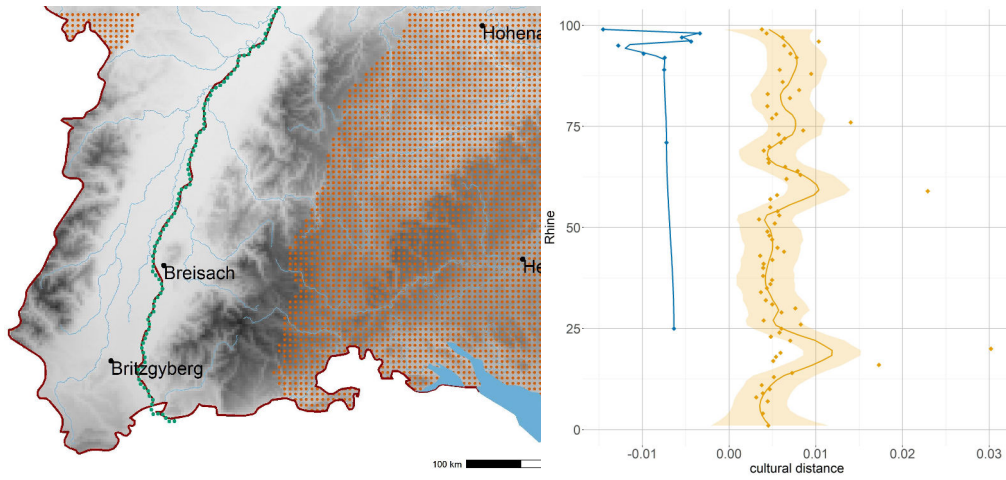 Hohena
Breisach
He
Britzgyberg
100 km
Rhine
100
75
50
25
0
-0.01
0.00
0.01
0.02
0.03
cultural distance